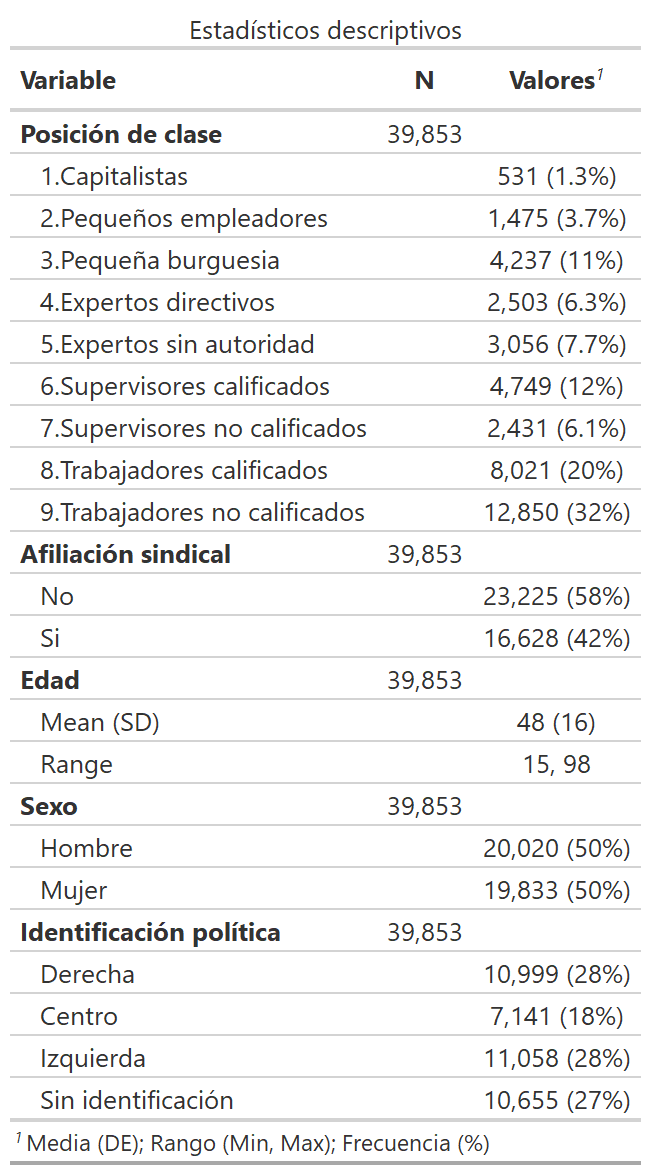 Estadísticos descriptivos
Variable N Valores1
Posición de clase 39,853
1.Capitalistas 531 (1.3%)
2.Pequeños empleadores 1,475 (3.7%)
3.Pequeña burguesia 4,237 (11%)
4.Expertos directivos 2,503 (6.3%)
5.Expertos sin autoridad 3,056 (7.7%)
6.Supervisores calificados 4,749 (12%)
7.Supervisores no calificados 2,431 (6.1%)
8.Trabajadores calificados 8,021 (20%)
9.Trabajadores no calificados 12,850 (32%)
Afiliación sindical 39,853
No 23,225 (58%)
Si 16,628 (42%)
Edad 39,853
Mean (SD) 48 (16)
Range 15, 98
Sexo 39,853
Hombre 20,020 (50%)
Mujer 19,833 (50%)
Identificación política 39,853
Derecha 10,999 (28%)
Centro 7,141 (18%)
Izquierda 11,058 (28%)
Sin identificación 10,655 (27%)
1 Media (DE); Rango (Min, Max); Frecuencia (%)